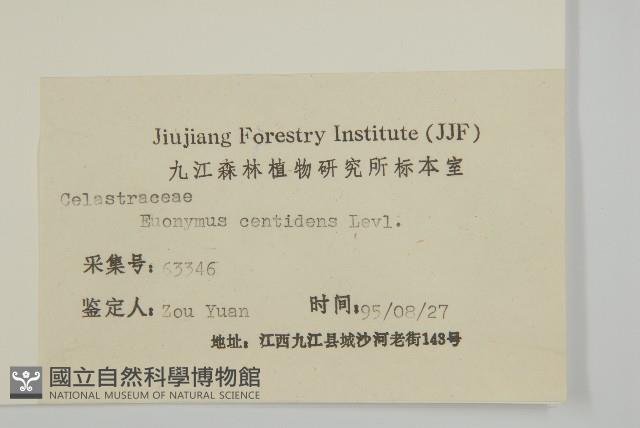 Jiujiang Forestry Institute (JJF)
九江森林植物研究所标本室
Celastraceae
Euonymus centidens Levl.
采集号: 63346
鉴定人: Zou Yuan 时间: 95/08/27
地址: 江西九江县城沙河老街143号
國立自然科學博物館
NATIONAL MUSEUM OF NATURAL SCIENCE